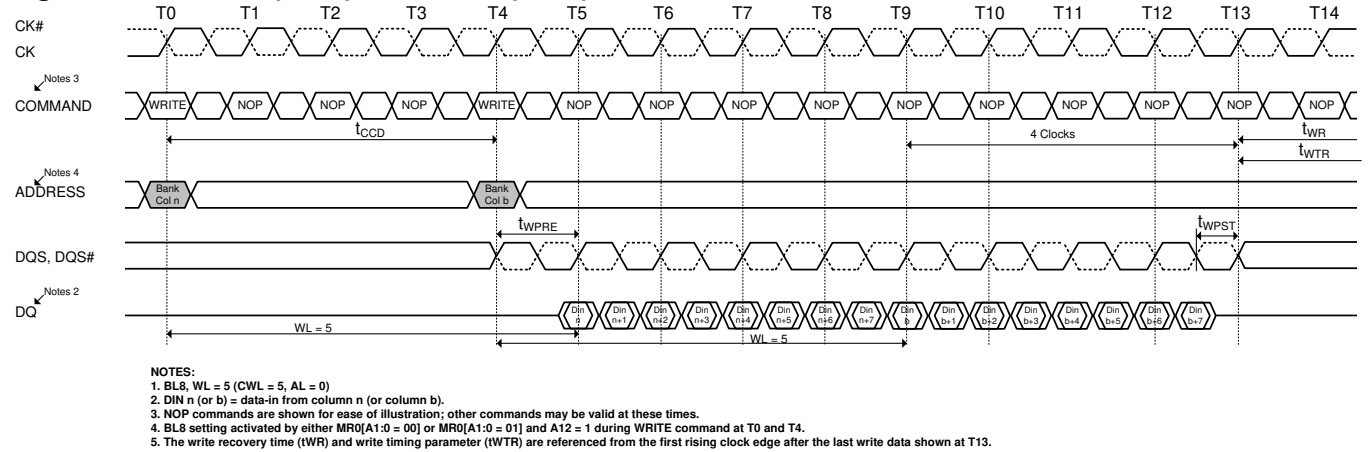 T0 T1 T2 T3 T4 T5 T6 T7 T8 T9 T10 T11 T12 T13 T14
CK#
CK
Notes 3
COMMAND WRITE NOP NOP NOP WRITE NOP NOP NOP NOP NOP NOP NOP NOP NOP NOP
tCCD 4 Clocks tWR
tWTR
Notes 4
ADDRESS
Bank Bank
Col n Col b
tWPRE tWPST
DQS, DQS#
Notes 2
DQ
Din Din Din Din Din Din Din Din Din Din Din Din Din Din Din Din
n n+1 n+2 n+3 n+4 n+5 n+6 n+7 b b+1 b+2 b+3 b+4 b+5 b+6 b+7
WL = 5 WL = 5
NOTES:
1. BL8, WL = 5 (CWL = 5, AL = 0)
2. DIN n (or b) = data-in from column n (or column b).
3. NOP commands are shown for ease of illustration; other commands may be valid at these times.
4. BL8 setting activated by either MR0[A1:0 = 00] or MR0[A1:0 = 01] and A12 = 1 during WRITE command at T0 and T4.
5. The write recovery time (tWR) and write timing parameter (tWTR) are referenced from the first rising clock edge after the last write data shown at T13.